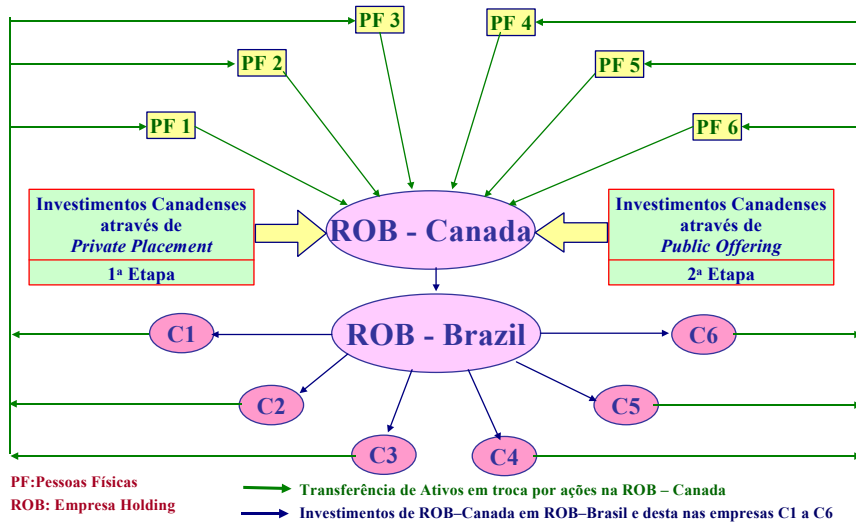 PF 3
PF 4
PF 2
PF 5
PF 1
PF 6
Investimentos Canadenses
através de
Private Placement
1ª Etapa
ROB - Canada
Investimentos Canadenses
através de
Public Offering
2ª Etapa
ROB - Brazil
C1
C6
C2
C5
C3
C4
PF:Pessoas Físicas
ROB: Empresa Holding
Transferência de Ativos em troca por ações na ROB – Canada
Investimentos de ROB–Canada em ROB–Brasil e desta nas empresas C1 a C6